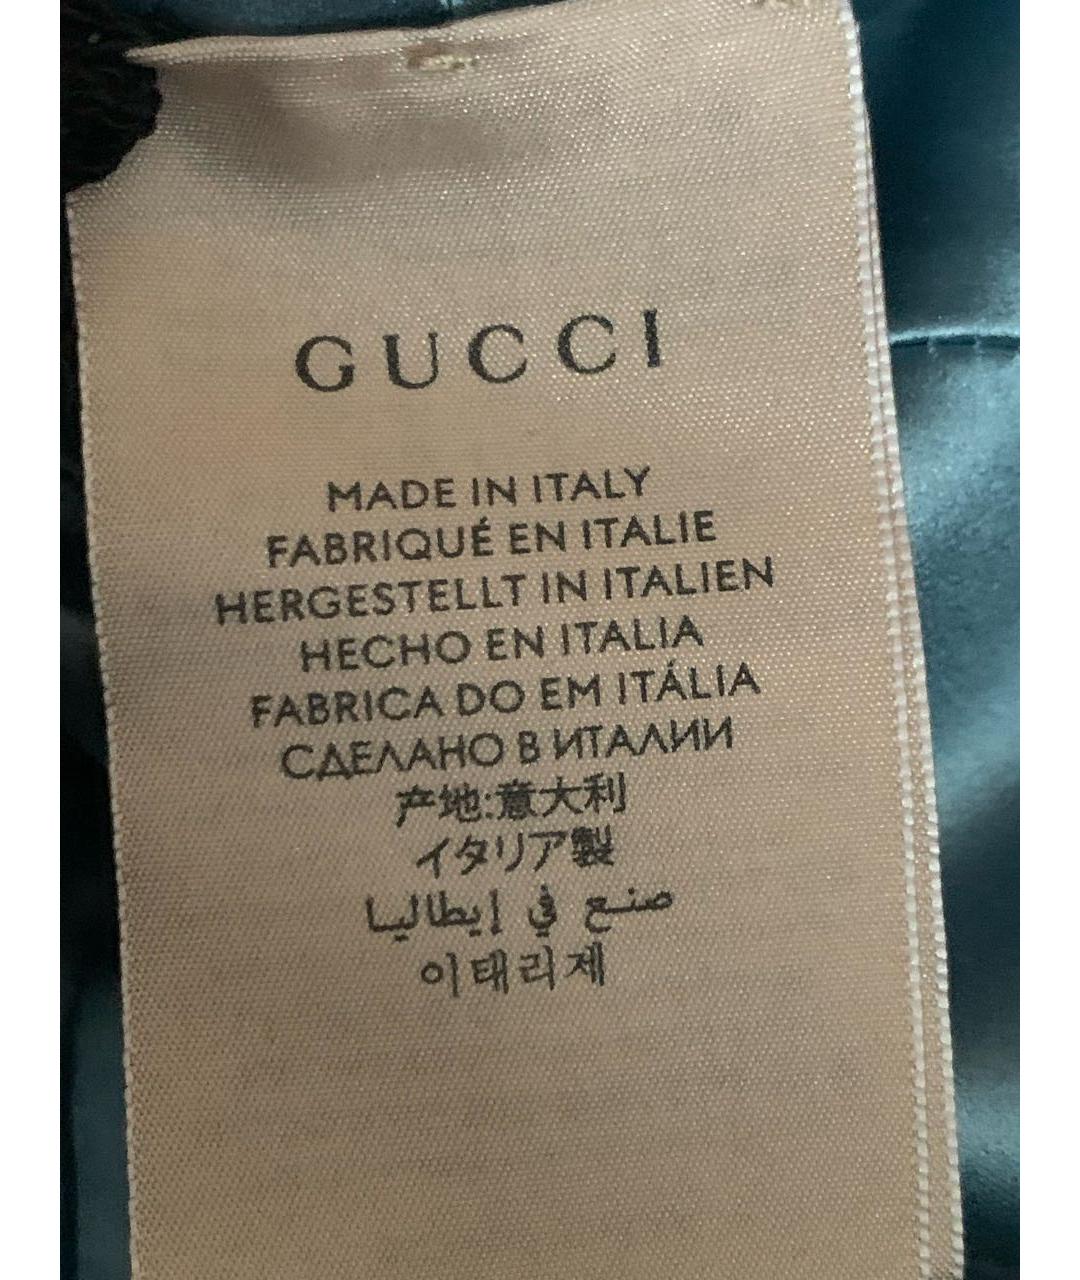 GUCCI
MADE IN ITALY
FABRIQUÉ EN ITALIE
HERGESTELLT IN ITALIEN
HECHO EN ITALIA
FABRICA DO EM ITÁLIA
СДЕЛАНО В ИТАЛИИ
产地:意大利
イタリア製
صنع في إيطاليا
이태리제